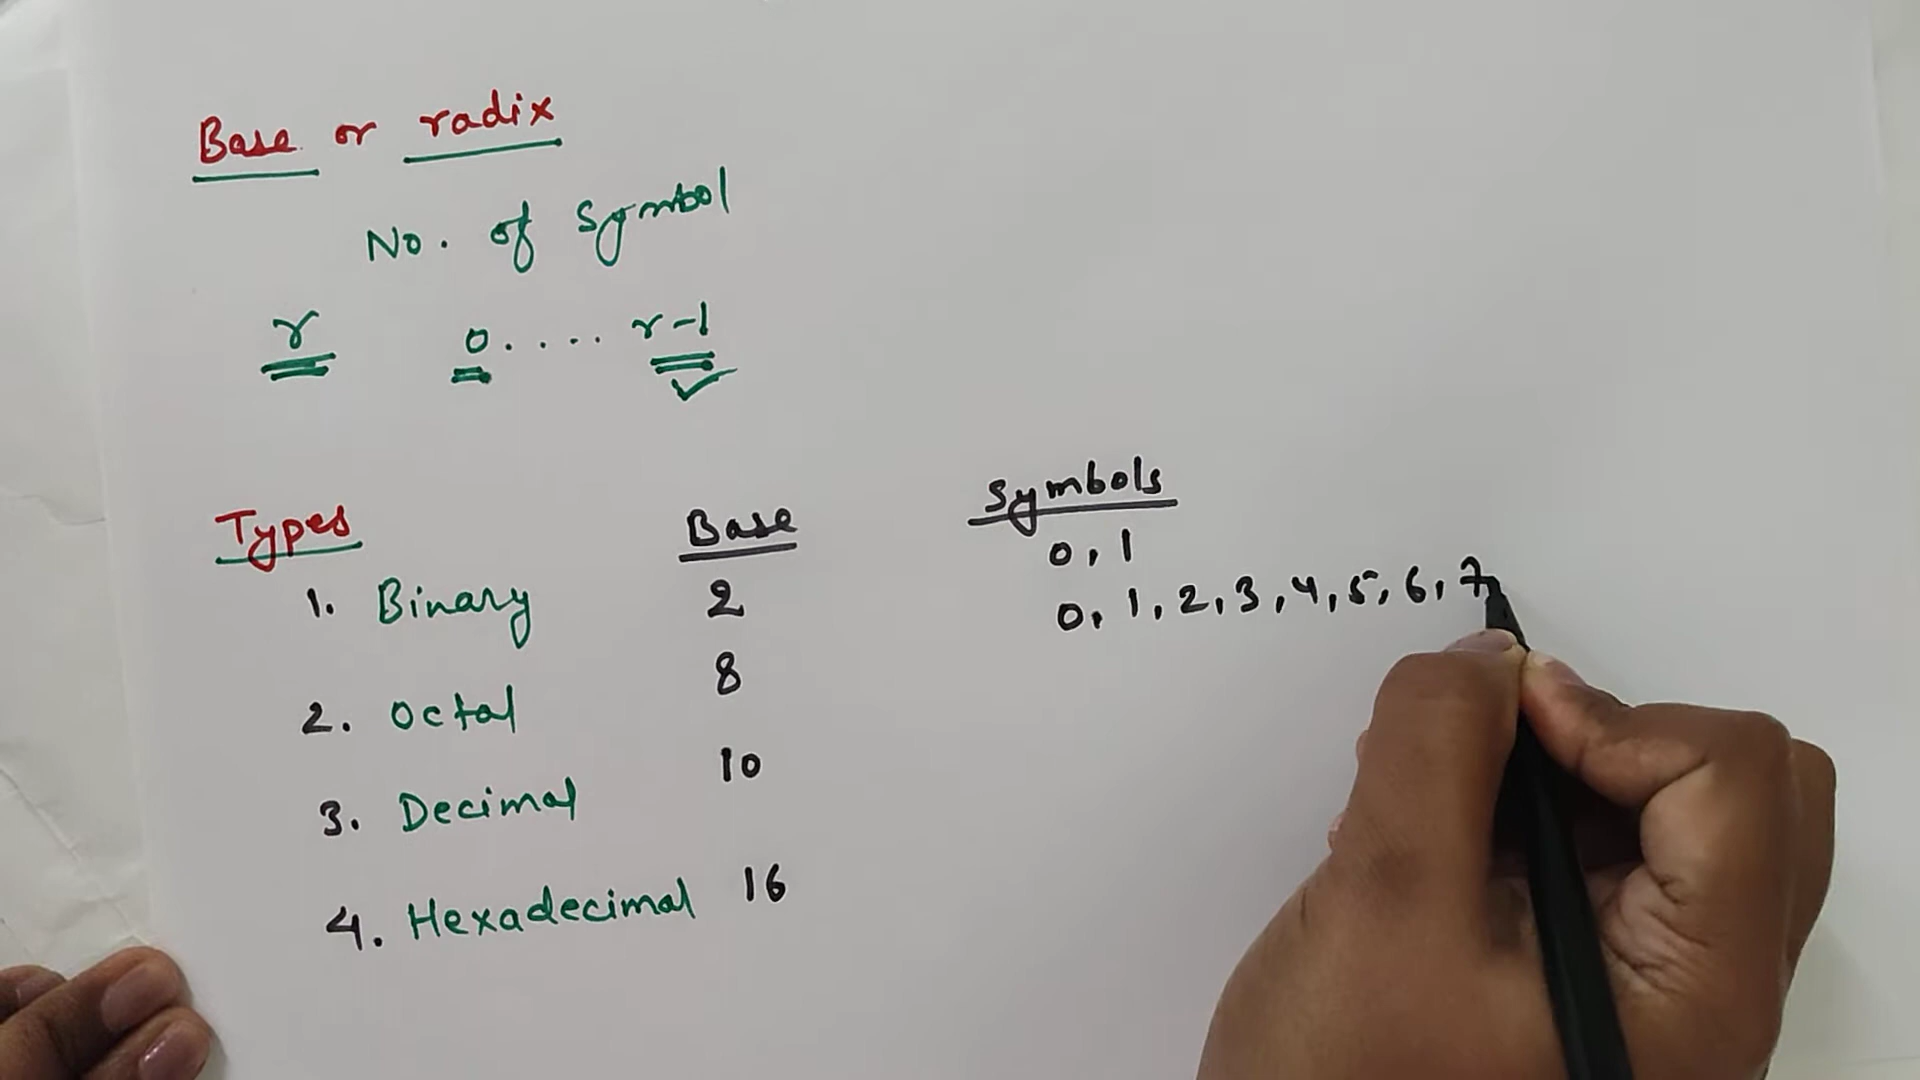 Base or radix
No. of Symbol
r 0 . . . . . r-1
Types Base Symbols
0, 1
1. Binary 2
0, 1, 2, 3, 4, 5, 6, 7
2. Octal 8
3. Decimal 10
4. Hexadecimal 16